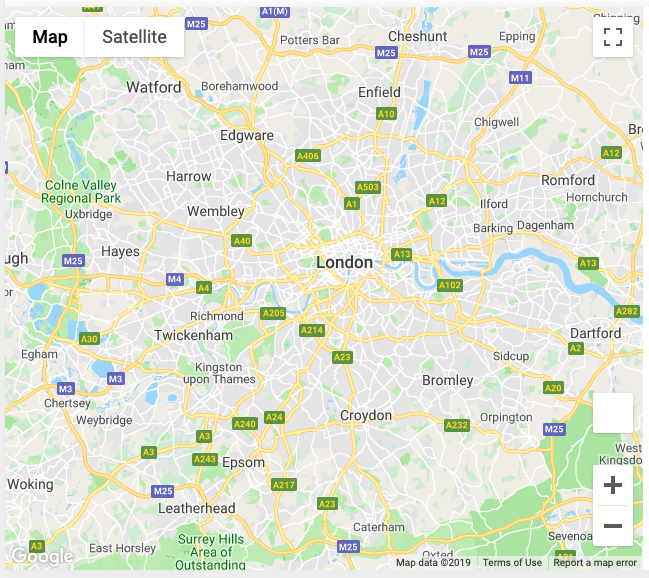 A1(M)
M25
Chipping
Map
Satellite
Potters Bar
Cheshunt
Epping
M25
M25
M11
Watford
Borehamwood
Enfield
A10
Chigwell
Edgware
A406
A12
Harrow
A503
Romford
Colne Valley
Regional Park
A1
A12
Ilford
Hornchurch
Uxbridge
Wembley
Barking
Dagenham
A40
Hayes
A13
M25
London
A13
M4
A4
A102
Richmond
A205
A282
Twickenham
A214
Dartford
A30
A23
A2
Egham
Sidcup
Kingston
upon Thames
M3
M3
Bromley
A20
Chertsey
Weybridge
A240
A24
Croydon
A232
Orpington
M25
A3
A3
A243
Epsom
West
Kingsdo
Woking
M25
A217
Leatherhead
A23
Caterham
Sevenoa
A3
East Horsley
Surrey Hills
Area of
Outstanding
M25
Oxted
Google
Map data ©2019
Terms of Use
Report a map error